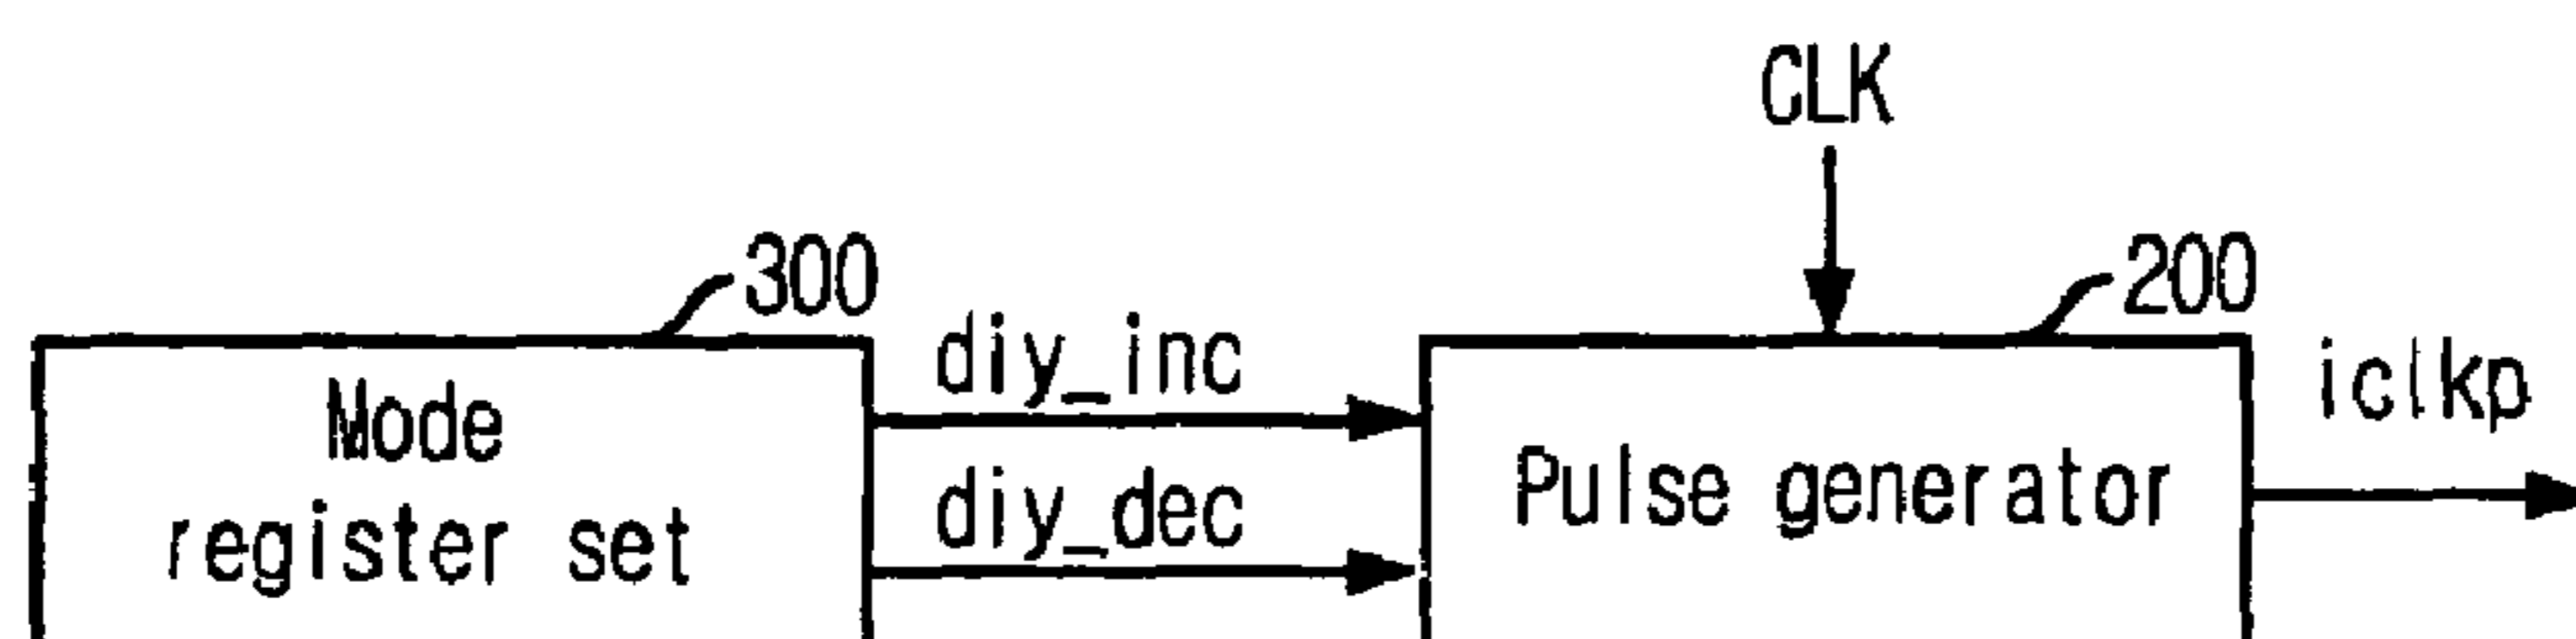 CLK
300
200
diy_inc
iclkp
Mode
register set
diy_dec
Pulse generator